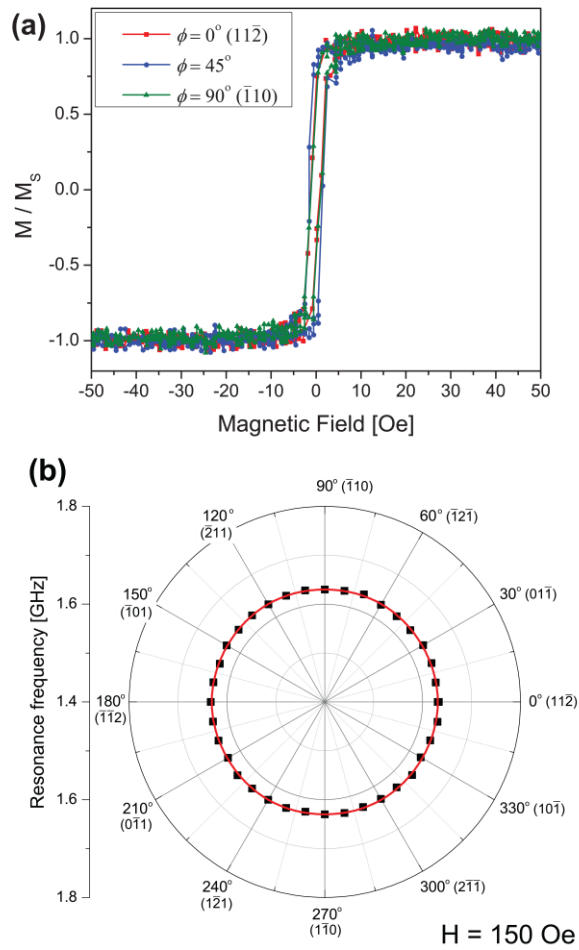 (a)
ϕ = 0° (112̄)
ϕ = 45°
ϕ = 90° (1̄10)
1.0
0.5
0.0
-0.5
-1.0
M / M_S
-50 -40 -30 -20 -10 0 10 20 30 40 50
Magnetic Field [Oe]
(b)
1.8
1.6
1.4
1.6
1.8
Resonance frequency [GHz]
90° (1̄10)
120°
(2̄11)
60° (1̄21̄)
150°
(1̄01)
30° (011̄)
180°
(1̄1̄2)
0° (112̄)
210°
(01̄1)
330° (101̄)
240°
(12̄1)
300° (21̄1̄)
270°
(11̄0)
H = 150 Oe